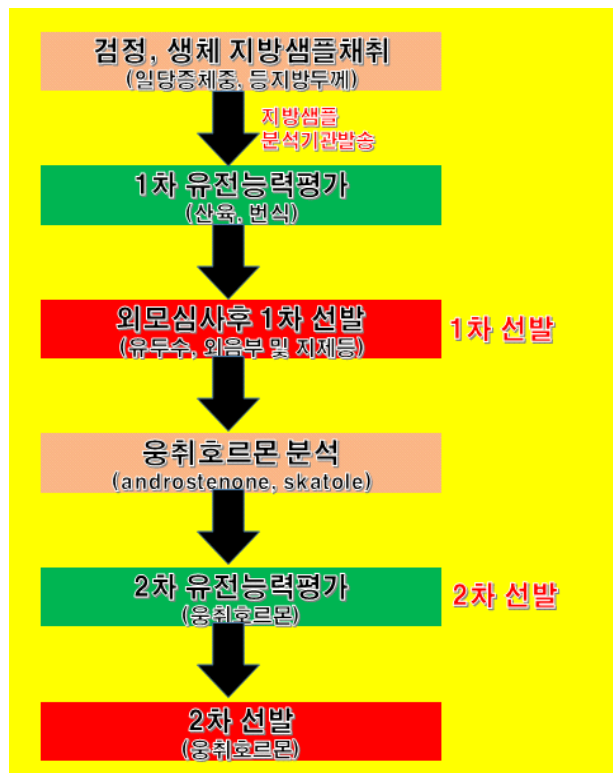 검정, 생체 지방샘플채취
(일당증체중, 등지방두께)
지방샘플
분석기관발송
1차 유전능력평가
(산육, 번식)
외모심사후 1차 선발
(유두수, 외음부 및 지제등)
1차 선발
웅취호르몬 분석
(androstenone, skatole)
2차 유전능력평가
(웅취호르몬)
2차 선발
2차 선발
(웅취호르몬)